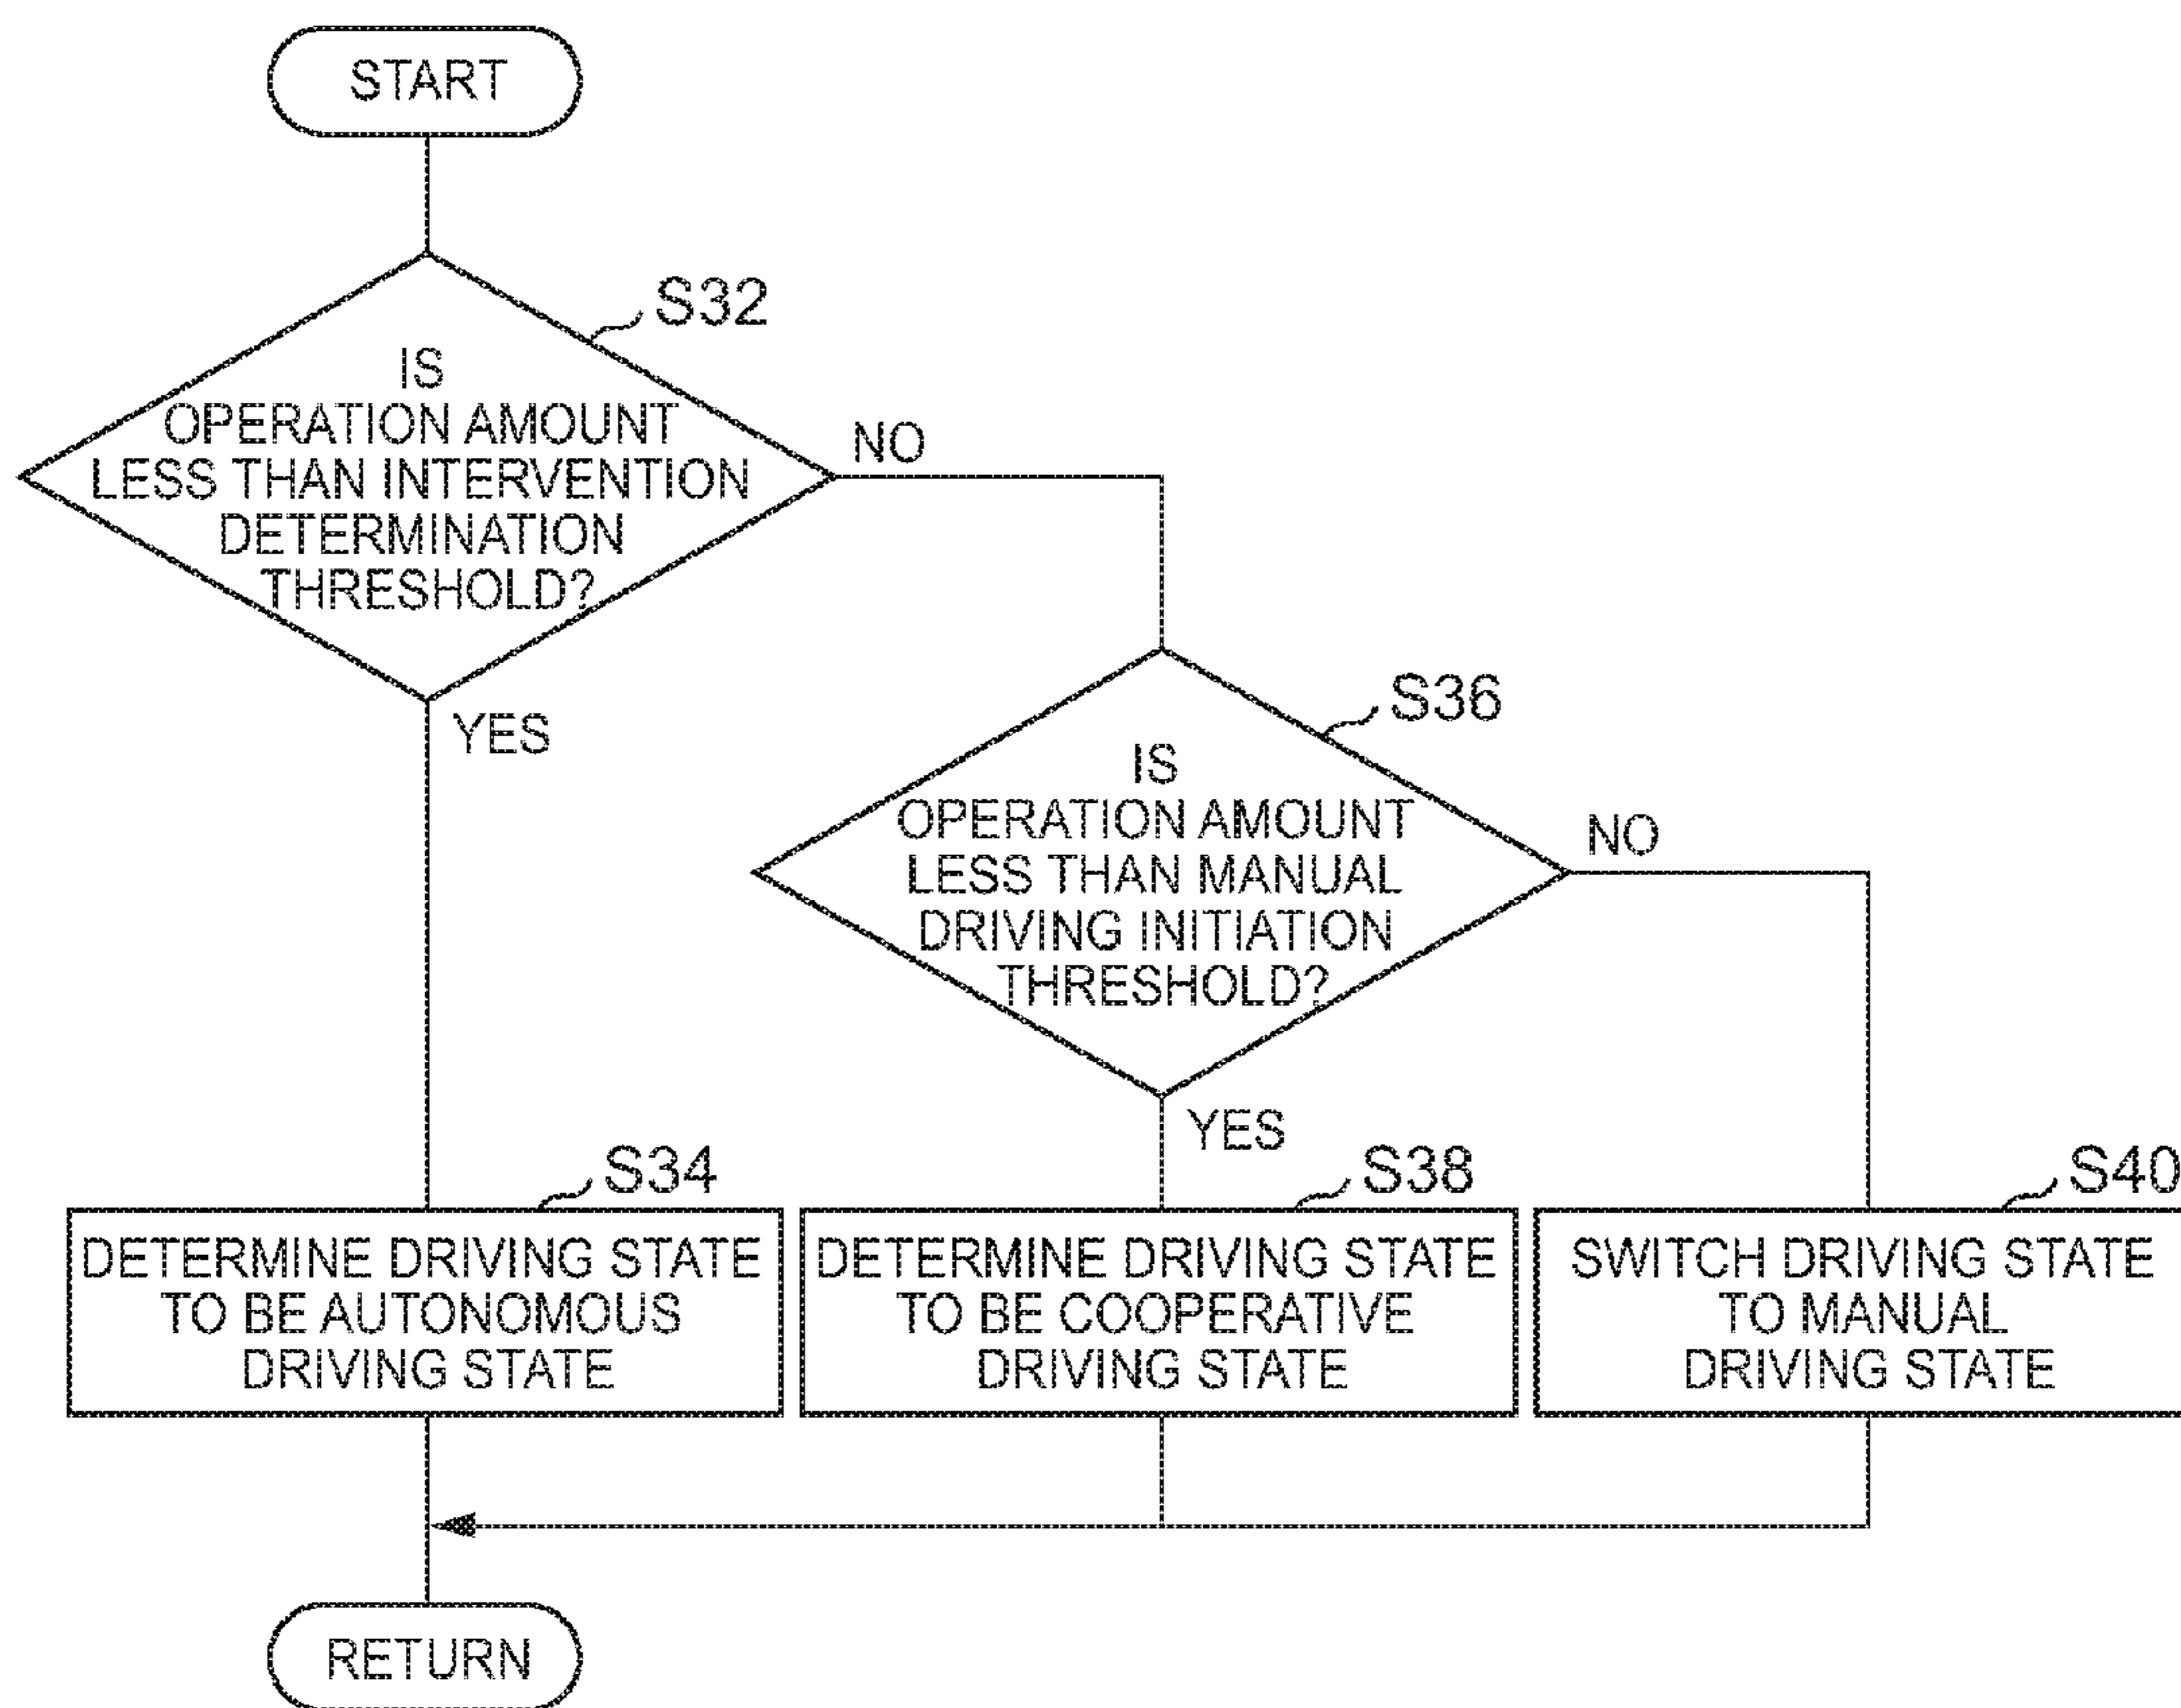 START
S32
IS
OPERATION AMOUNT
LESS THAN INTERVENTION
DETERMINATION
THRESHOLD?
NO
YES
S36
IS
OPERATION AMOUNT
LESS THAN MANUAL
DRIVING INITIATION
THRESHOLD?
NO
YES
S34
DETERMINE DRIVING STATE
TO BE AUTONOMOUS
DRIVING STATE
S38
DETERMINE DRIVING STATE
TO BE COOPERATIVE
DRIVING STATE
S40
SWITCH DRIVING STATE
TO MANUAL
DRIVING STATE
RETURN